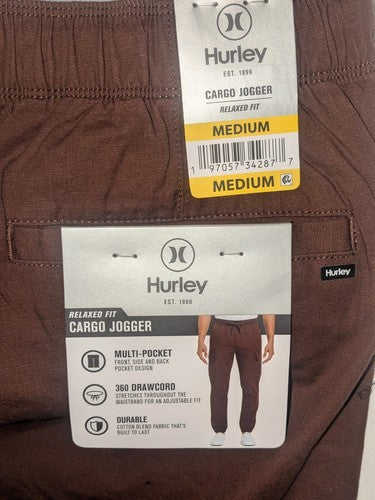 Hurley
EST. 1999
CARGO JOGGER
RELAXED FIT
MEDIUM
1 97057 34287 7
MEDIUM
Hurley
Hurley
EST. 1999
RELAXED FIT
CARGO JOGGER
MULTI-POCKET
FRONT, SIDE AND BACK
POCKET DESIGN
360 DRAWCORD
STRETCHES THROUGHOUT THE
WAISTBAND FOR AN ADJUSTABLE FIT
DURABLE
COTTON BLEND FABRIC THAT'S
BUILT TO LAST